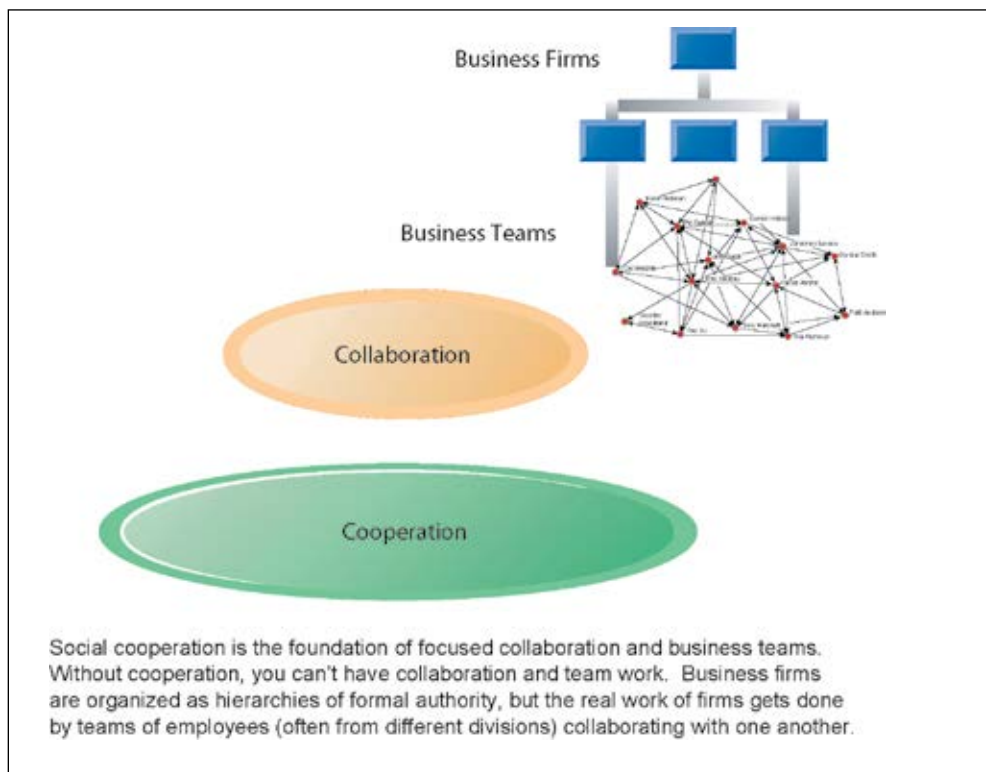 Business Firms
Business Teams
Collaboration
Cooperation
Social cooperation is the foundation of focused collaboration and business teams.
Without cooperation, you can't have collaboration and team work. Business firms
are organized as hierarchies of formal authority, but the real work of firms gets done
by teams of employees (often from different divisions) collaborating with one another.